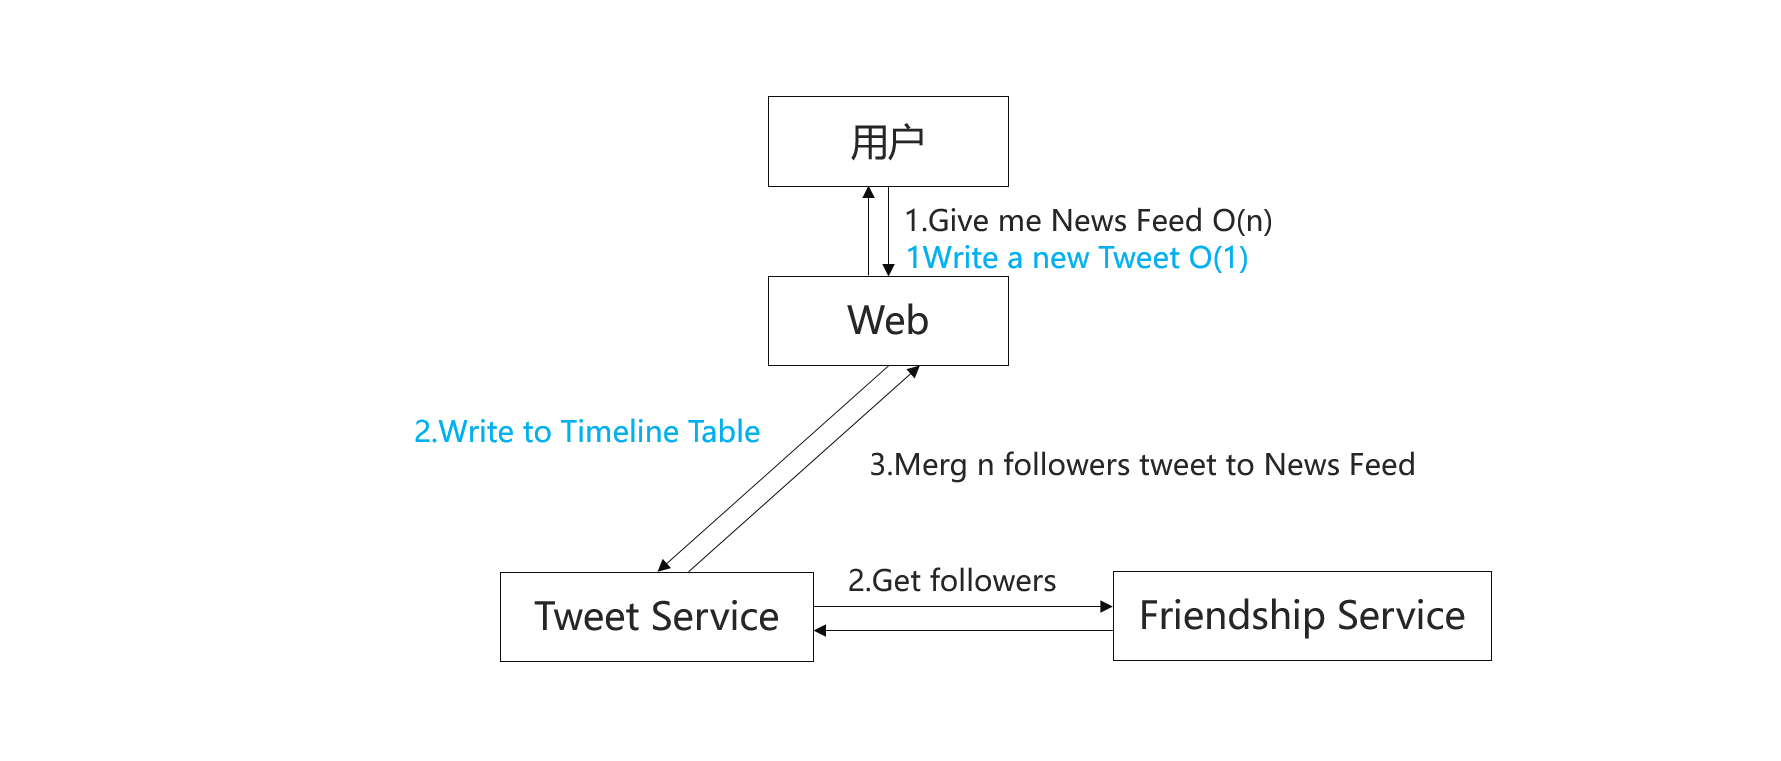 用户
1.Give me News Feed O(n)
1Write a new Tweet O(1)
Web
2.Write to Timeline Table
3.Merg n followers tweet to News Feed
2.Get followers
Tweet Service
Friendship Service